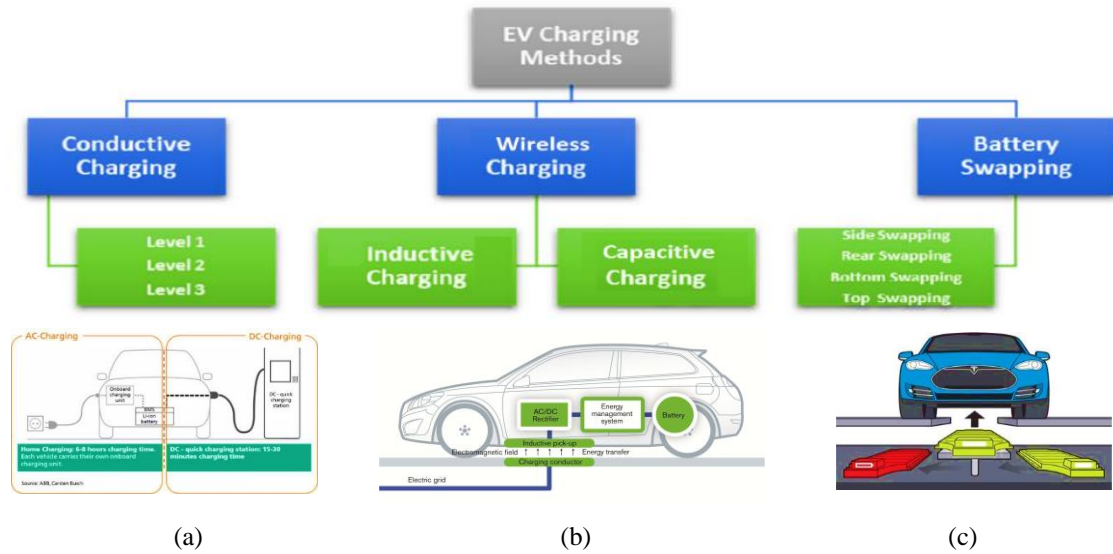 EV Charging
Methods
Conductive
Charging
Wireless
Charging
Battery
Swapping
Level 1
Level 2
Level 3
Inductive
Charging
Capacitive
Charging
Side Swapping
Rear Swapping
Bottom Swapping
Top Swapping
AC-Charging
DC-Charging
Onboard
charging
unit
BMS
Li-ion
battery
DC - quick
charging
station
Home Charging: 6-8 hours charging time.
Each vehicle carries their own onboard
charging unit.
DC - quick charging station: 15-30
minutes charging time
Source: ABB, Carsten
AC/DC
Rectifier
Energy
management
system
Battery
Inductive pick-up
Electromagnetic field
Energy transfer
Charging conductor
Electric grid
(a)
(b)
(c)